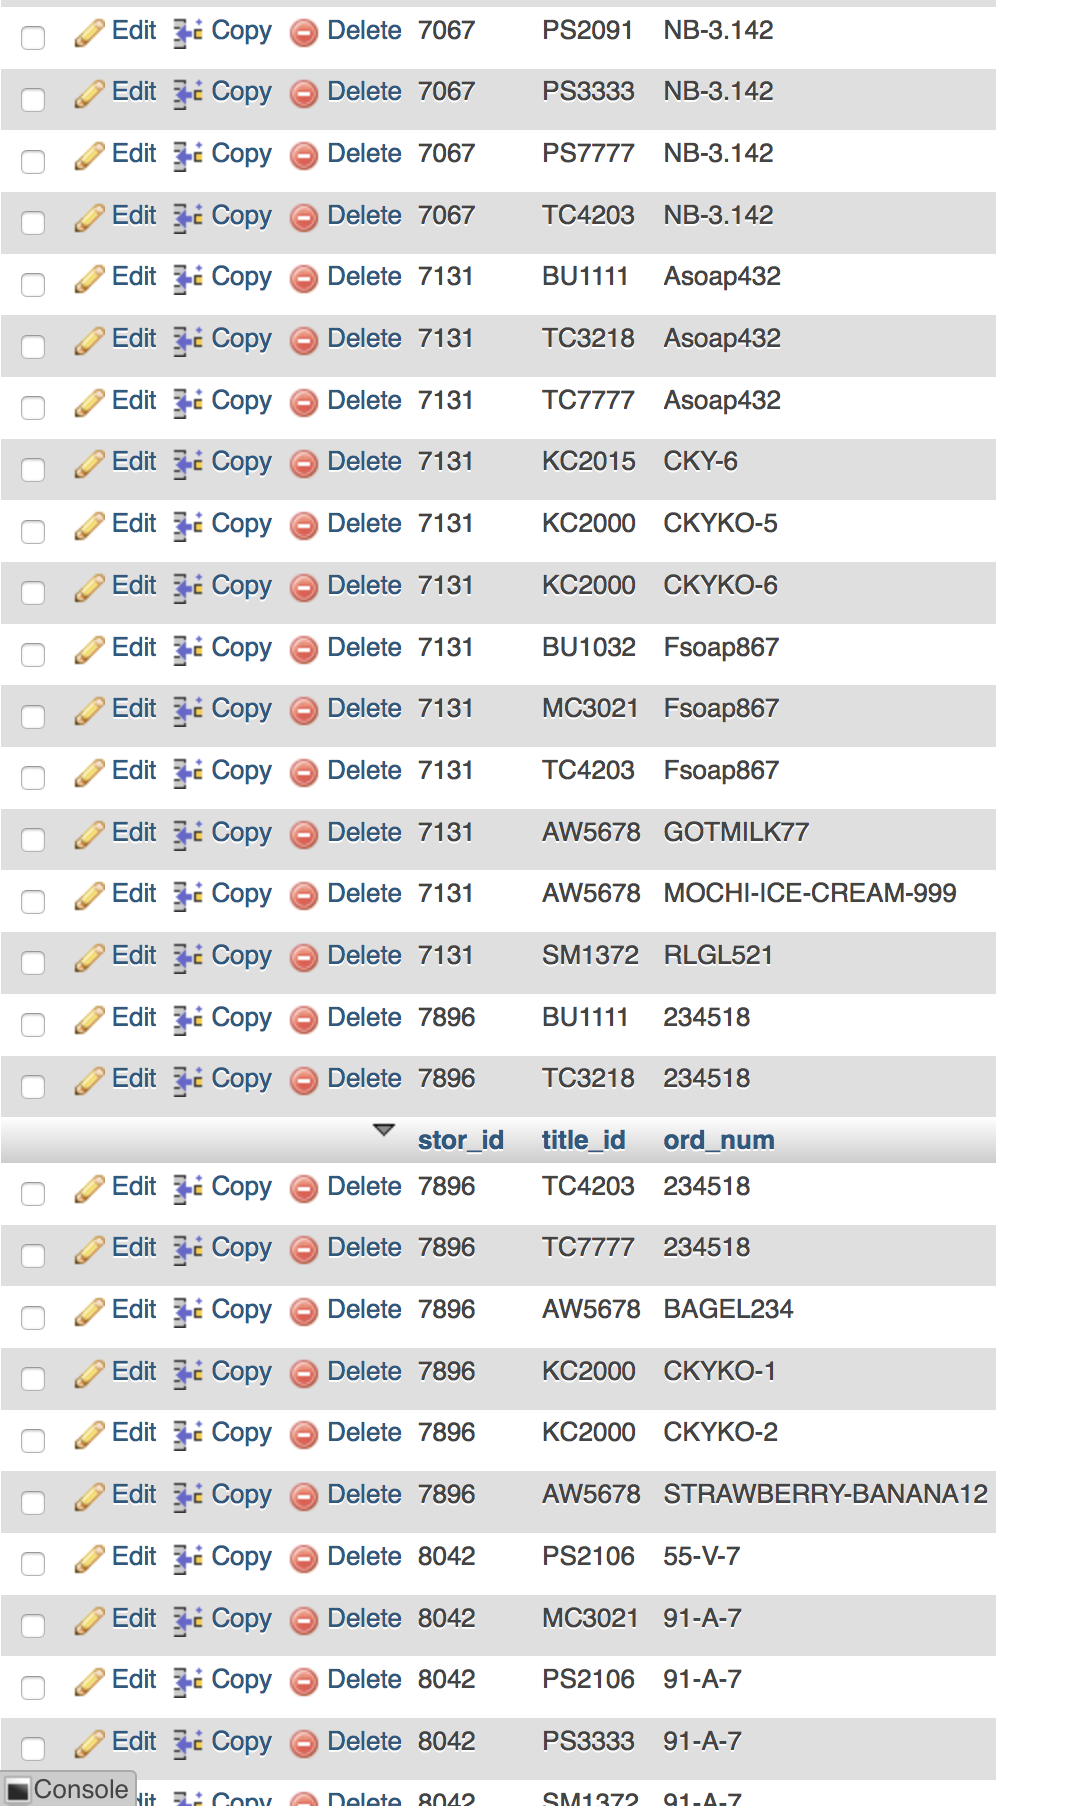 Edit Copy Delete 7067 PS2091 NB-3.142
Edit Copy Delete 7067 PS3333 NB-3.142
Edit Copy Delete 7067 PS7777 NB-3.142
Edit Copy Delete 7067 TC4203 NB-3.142
Edit Copy Delete 7131 BU1111 Asoap432
Edit Copy Delete 7131 TC3218 Asoap432
Edit Copy Delete 7131 TC7777 Asoap432
Edit Copy Delete 7131 KC2015 CKY-6
Edit Copy Delete 7131 KC2000 CKYKO-5
Edit Copy Delete 7131 KC2000 CKYKO-6
Edit Copy Delete 7131 BU1032 Fsoap867
Edit Copy Delete 7131 MC3021 Fsoap867
Edit Copy Delete 7131 TC4203 Fsoap867
Edit Copy Delete 7131 AW5678 GOTMILK77
Edit Copy Delete 7131 AW5678 MOCHI-ICE-CREAM-999
Edit Copy Delete 7131 SM1372 RLGL521
Edit Copy Delete 7896 BU1111 234518
Edit Copy Delete 7896 TC3218 234518
stor_id title_id ord_num
Edit Copy Delete 7896 TC4203 234518
Edit Copy Delete 7896 TC7777 234518
Edit Copy Delete 7896 AW5678 BAGEL234
Edit Copy Delete 7896 KC2000 CKYKO-1
Edit Copy Delete 7896 KC2000 CKYKO-2
Edit Copy Delete 7896 AW5678 STRAWBERRY-BANANA12
Edit Copy Delete 8042 PS2106 55-V-7
Edit Copy Delete 8042 MC3021 91-A-7
Edit Copy Delete 8042 PS2106 91-A-7
Edit Copy Delete 8042 PS3333 91-A-7
Console
Copy Delete 8042 SM1372 91-A-7